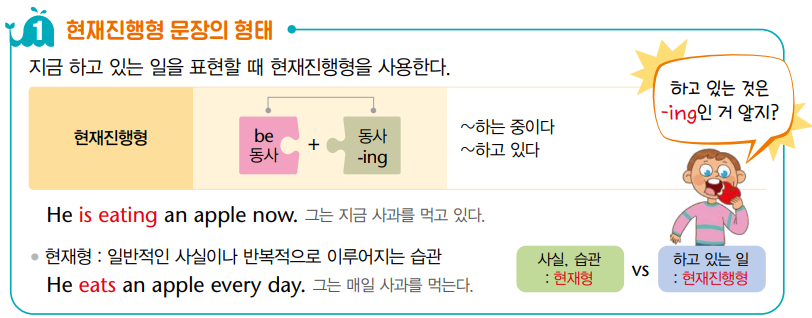 1 현재진행형 문장의 형태
지금 하고 있는 일을 표현할 때 현재진행형을 사용한다.
하고 있는 것은
-ing인 거 알지?
현재진행형
be
동사
+
동사
-ing
~하는 중이다
~하고 있다
He is eating an apple now. 그는 지금 사과를 먹고 있다.
• 현재형 : 일반적인 사실이나 반복적으로 이루어지는 습관
He eats an apple every day. 그는 매일 사과를 먹는다.
사실, 습관
: 현재형
vs
하고 있는 일
: 현재진행형